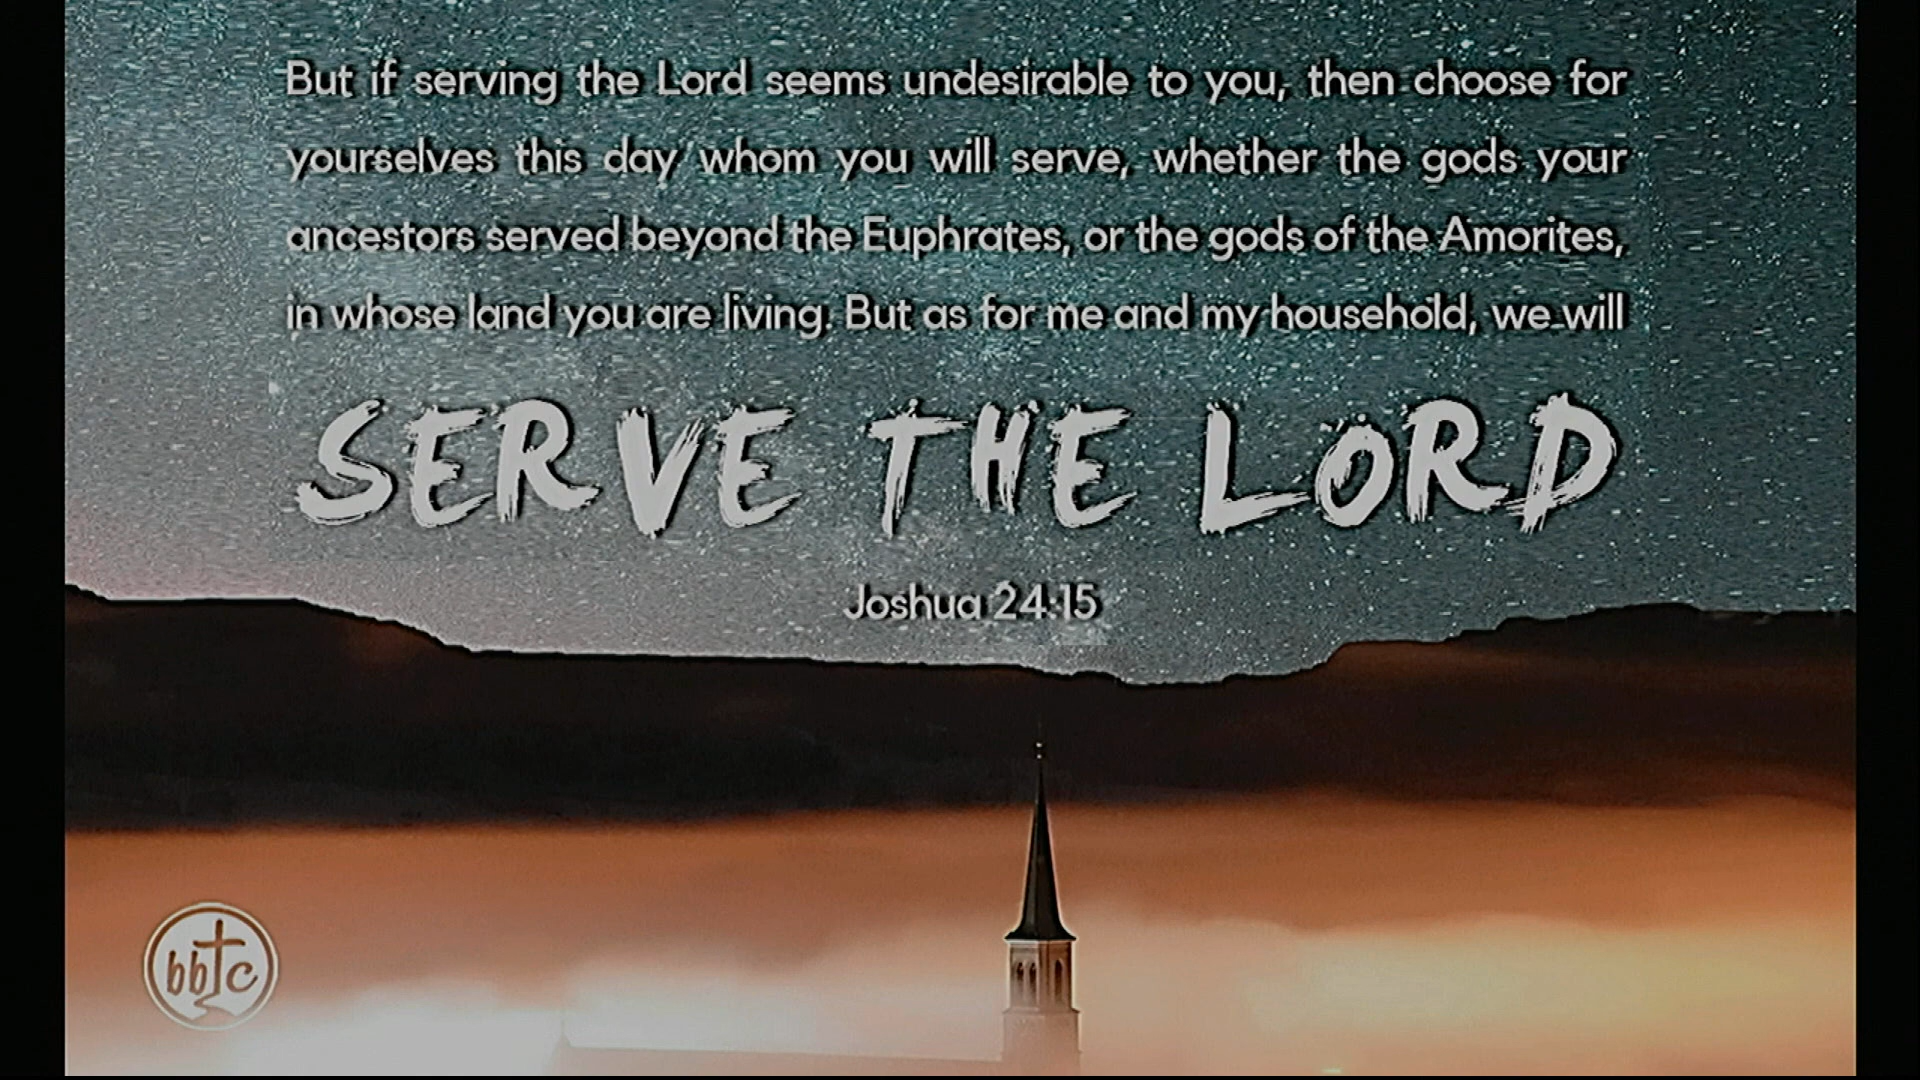 But if serving the Lord seems undesirable to you, then choose for
yourselves this day whom you will serve, whether the gods your
ancestors served beyond the Euphrates, or the gods of the Amorites,
in whose land you are living. But as for me and my household, we will
SERVE THE LORD
Joshua 24:15
bbtc